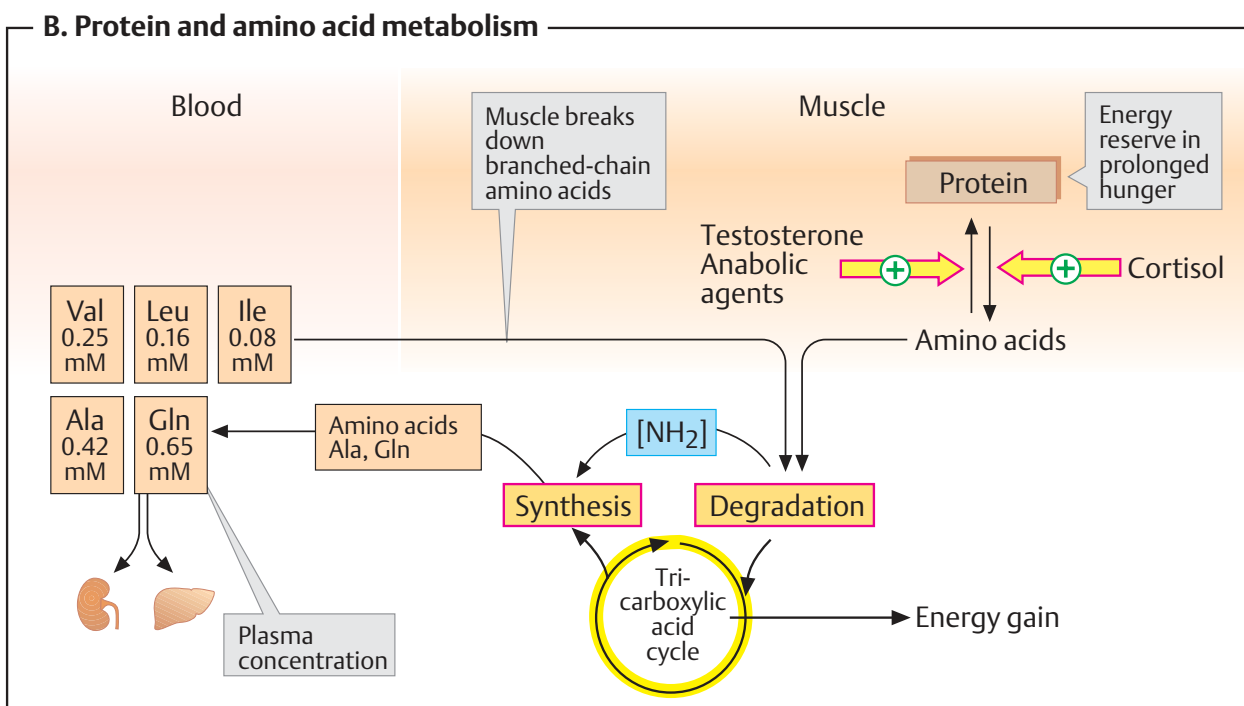 B. Protein and amino acid metabolism
Blood
Muscle
Muscle breaks
down
branched-chain
amino acids
Energy
reserve in
prolonged
hunger
Protein
Testosterone
Anabolic
agents
+
+
Cortisol
Amino acids
Val
0.25
mM
Leu
0.16
mM
Ile
0.08
mM
Ala
0.42
mM
Gln
0.65
mM
Amino acids
Ala, Gln
[NH₂]
Synthesis
Degradation
Tri-
carboxylic
acid
cycle
Energy gain
Plasma
concentration